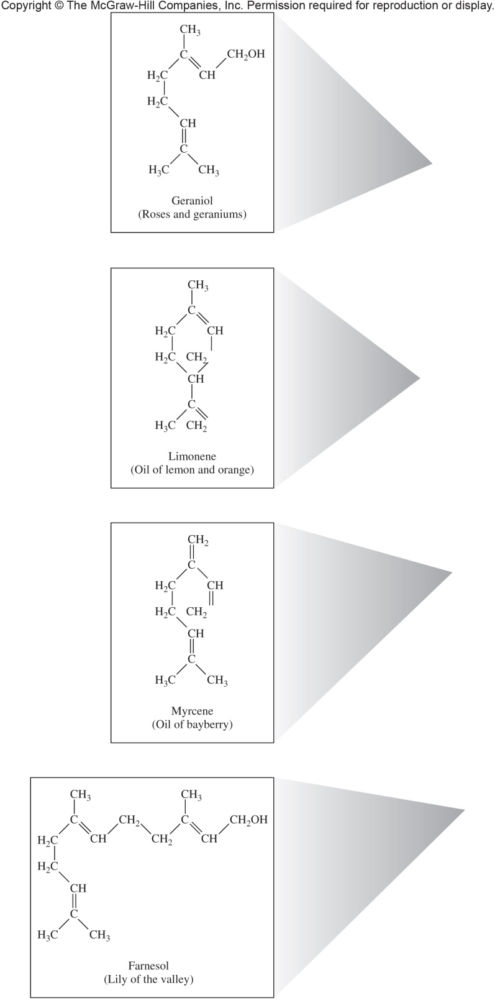 Copyright © The McGraw-Hill Companies, Inc. Permission required for reproduction or display.
CH₃
C CH₂OH
H₂C CH
H₂C
CH
C
H₃C CH₃
Geraniol
(Roses and geraniums)
CH₃
C
H₂C CH
H₂C CH₂
CH
C
H₃C CH₂
Limonene
(Oil of lemon and orange)
CH₂
C
H₂C CH
H₂C CH₂
CH
C
H₃C CH₃
Myrcene
(Oil of bayberry)
CH₃ CH₃
C CH₂ C CH₂OH
H₂C CH CH₂ CH
H₂C
CH
C
H₃C CH₃
Farnesol
(Lily of the valley)